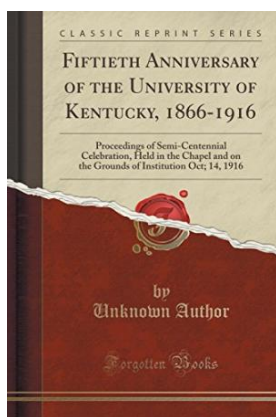 CLASSIC REPRINT SERIES
FIFTIETH ANNIVERSARY
OF THE UNIVERSITY OF
KENTUCKY, 1866-1916
Proceedings of Semi-Centennial
Celebration, Held in the Chapel and on
the Grounds of Institution Oct; 14, 1916
by
Unknown Author
Forgotten Books